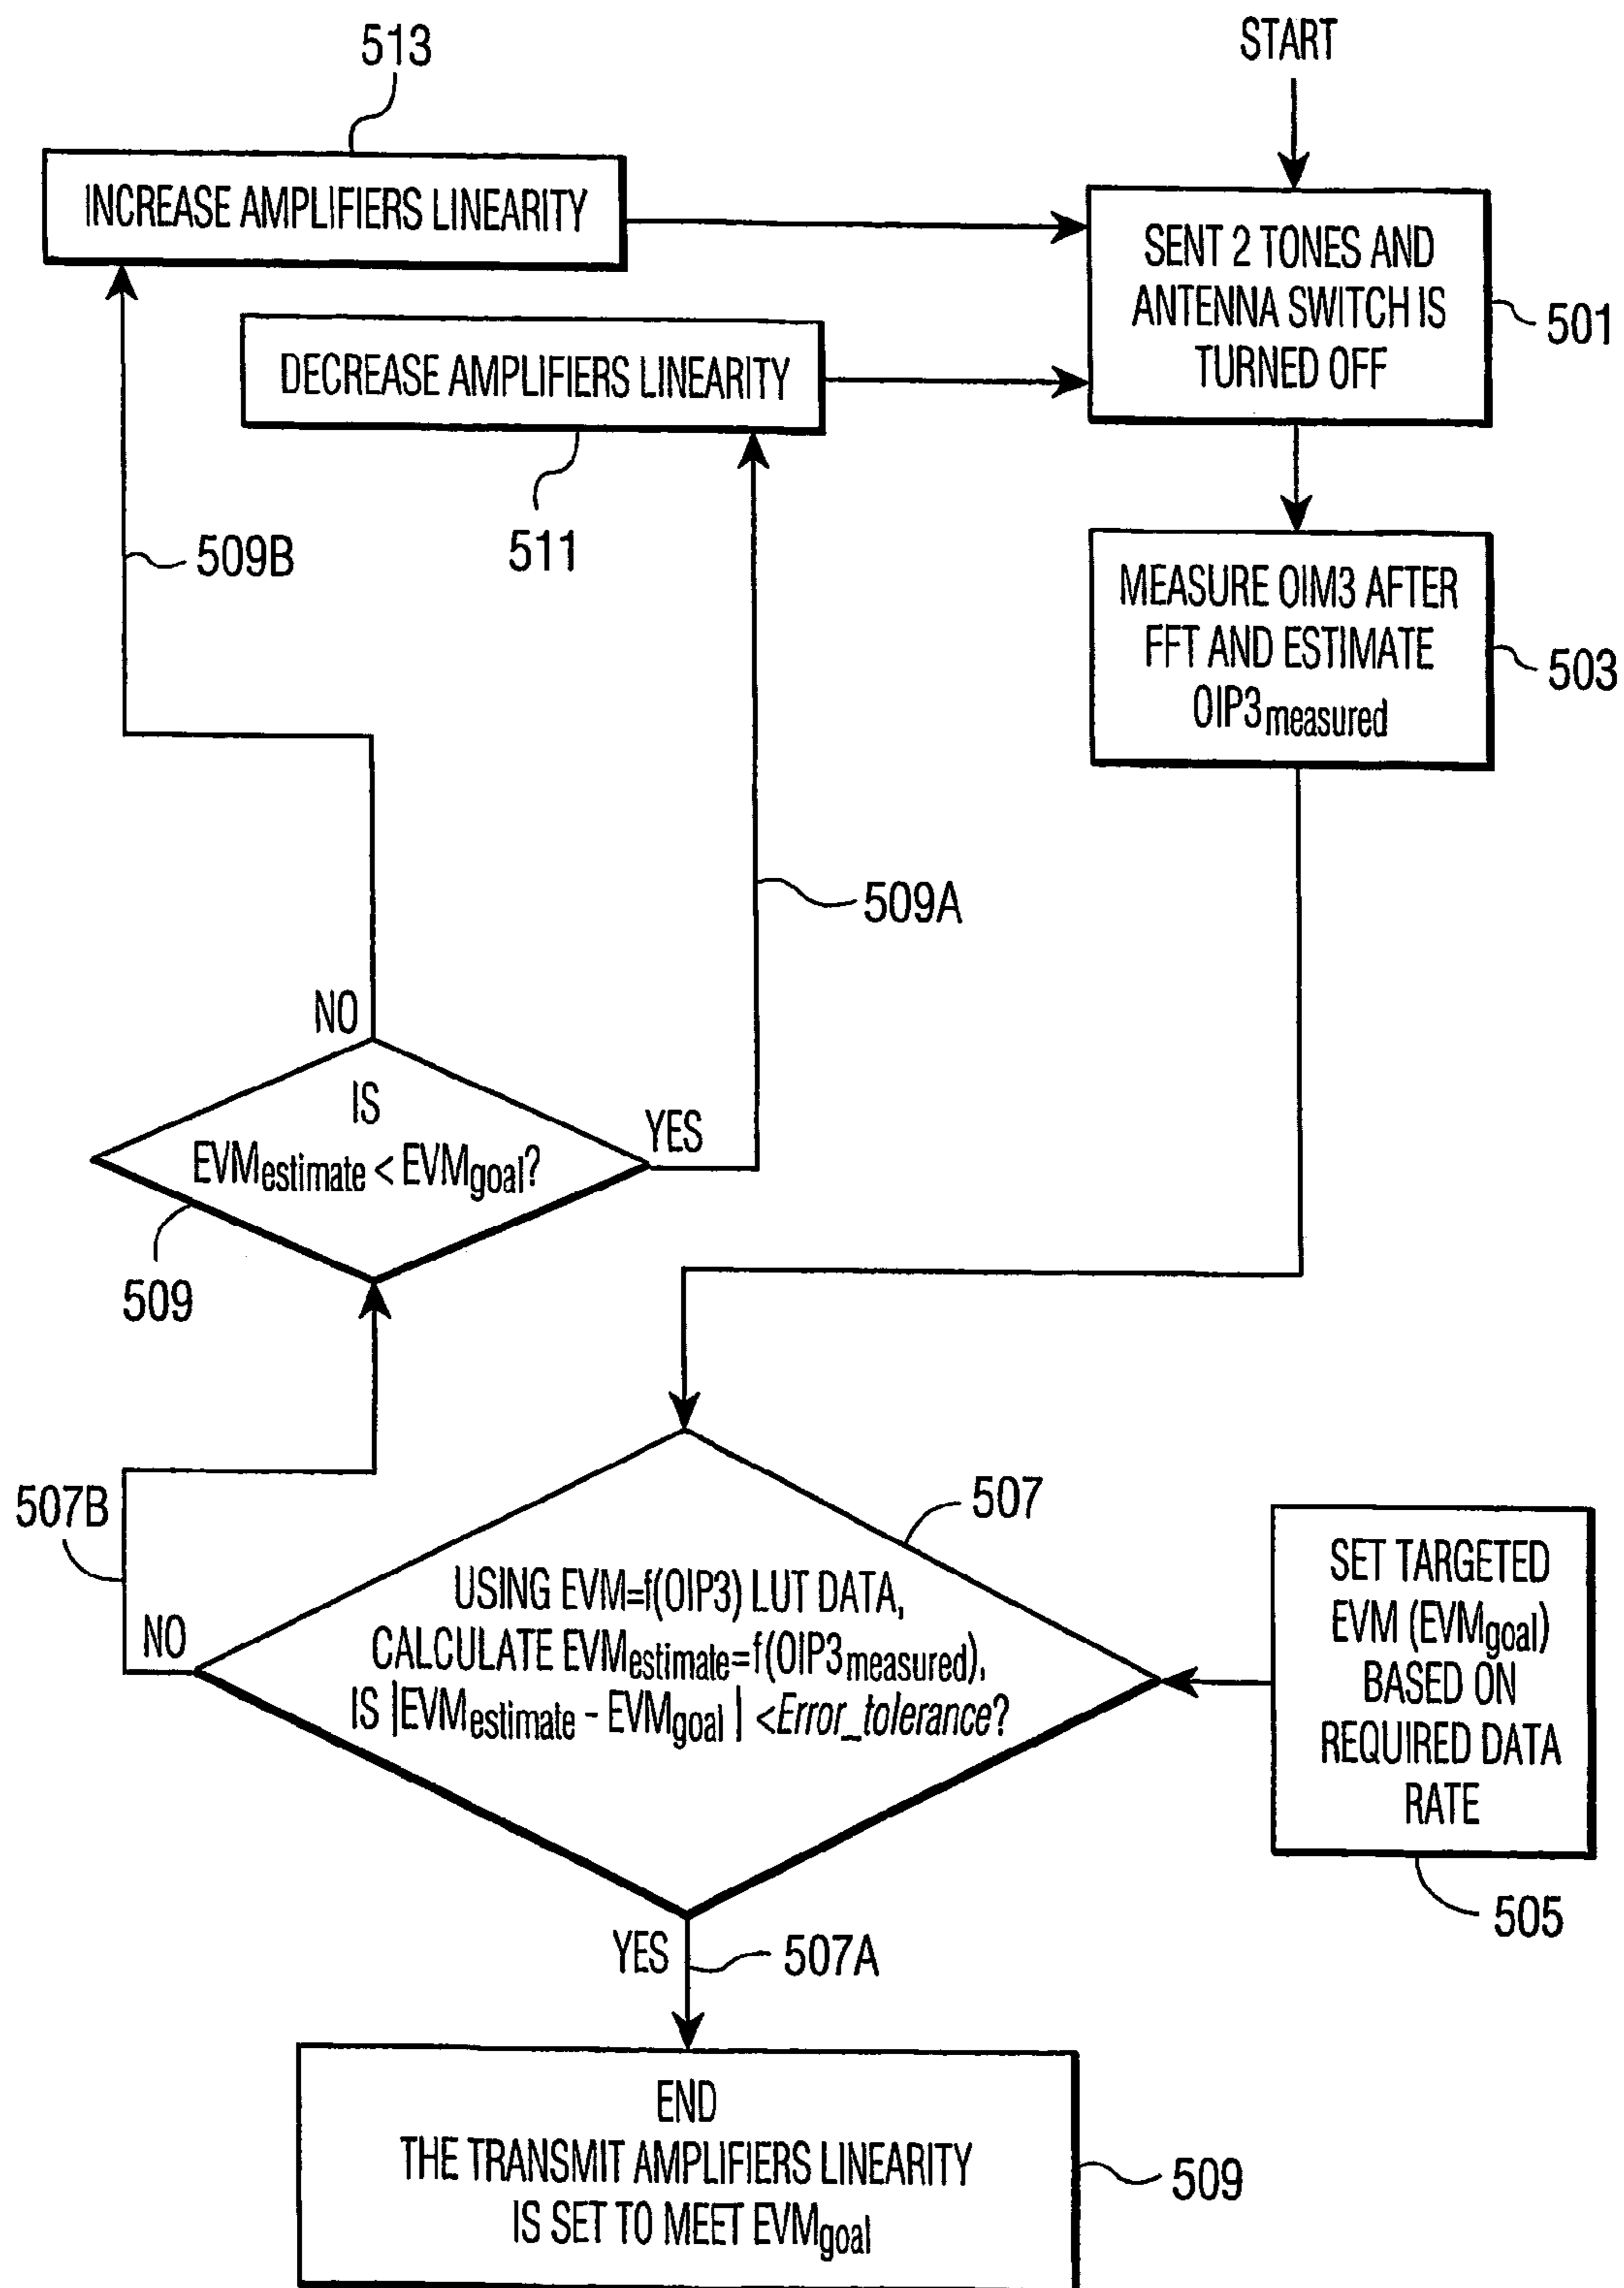 START
513
INCREASE AMPLIFIERS LINEARITY
SENT 2 TONES AND
ANTENNA SWITCH IS
TURNED OFF
501
DECREASE AMPLIFIERS LINEARITY
511
509B
MEASURE OIM3 AFTER
FFT AND ESTIMATE
OIP3measured
503
509A
NO
IS
EVMestimate < EVMgoal?
YES
509
507B
NO
507
USING EVM=f(OIP3) LUT DATA,
CALCULATE EVMestimate=f(OIP3measured),
IS |EVMestimate - EVMgoal| <Error_tolerance?
SET TARGETED
EVM (EVMgoal)
BASED ON
REQUIRED DATA
RATE
505
YES
507A
END
THE TRANSMIT AMPLIFIERS LINEARITY
IS SET TO MEET EVMgoal
509